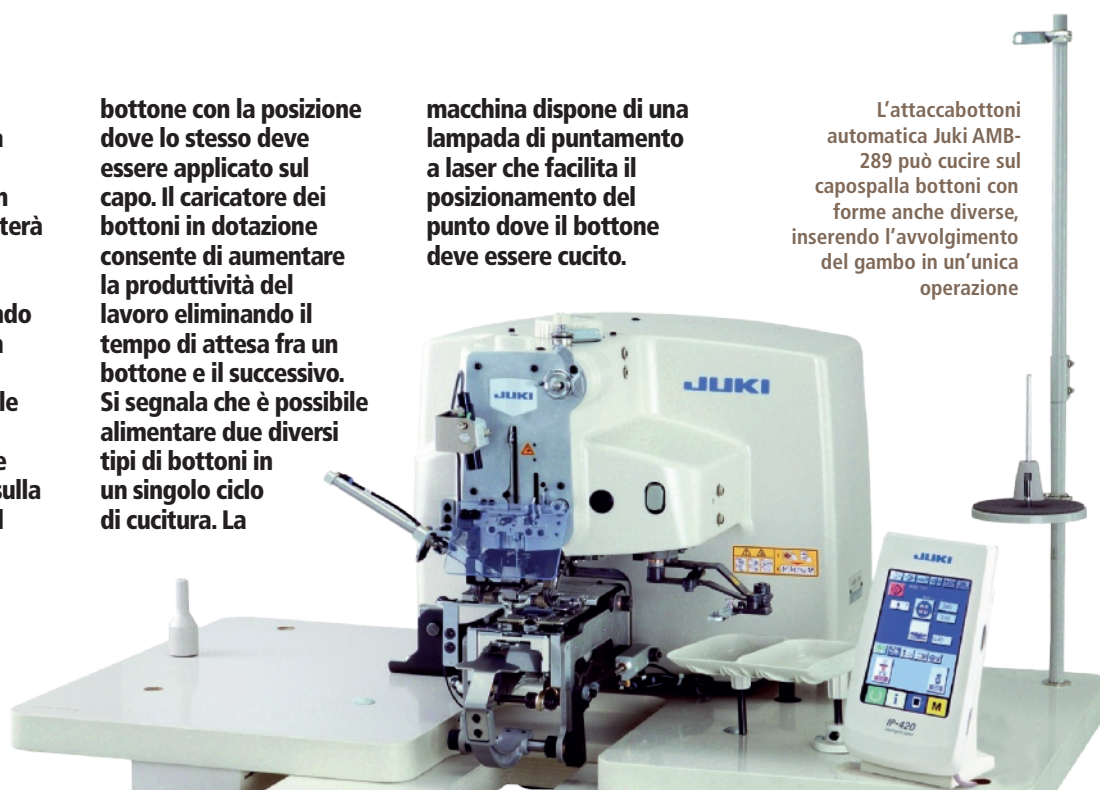 terà
sulla
bottone con la posizione
dove lo stesso deve
essere applicato sul
capo. Il caricatore dei
bottoni in dotazione
consente di aumentare
la produttività del
lavoro eliminando il
tempo di attesa fra un
bottone e il successivo.
Si segnala che è possibile
alimentare due diversi
tipi di bottoni in
un singolo ciclo
di cucitura. La
macchina dispone di una
lampada di puntamento
a laser che facilita il
posizionamento del
punto dove il bottone
deve essere cucito.
L'attaccabottoni
automatica Juki AMB-
289 può cucire sul
capospalla bottoni con
forme anche diverse,
inserendo l'avvolgimento
del gambo in un'unica
operazione
JUKI
JUKI
JUKI
M
IP-420